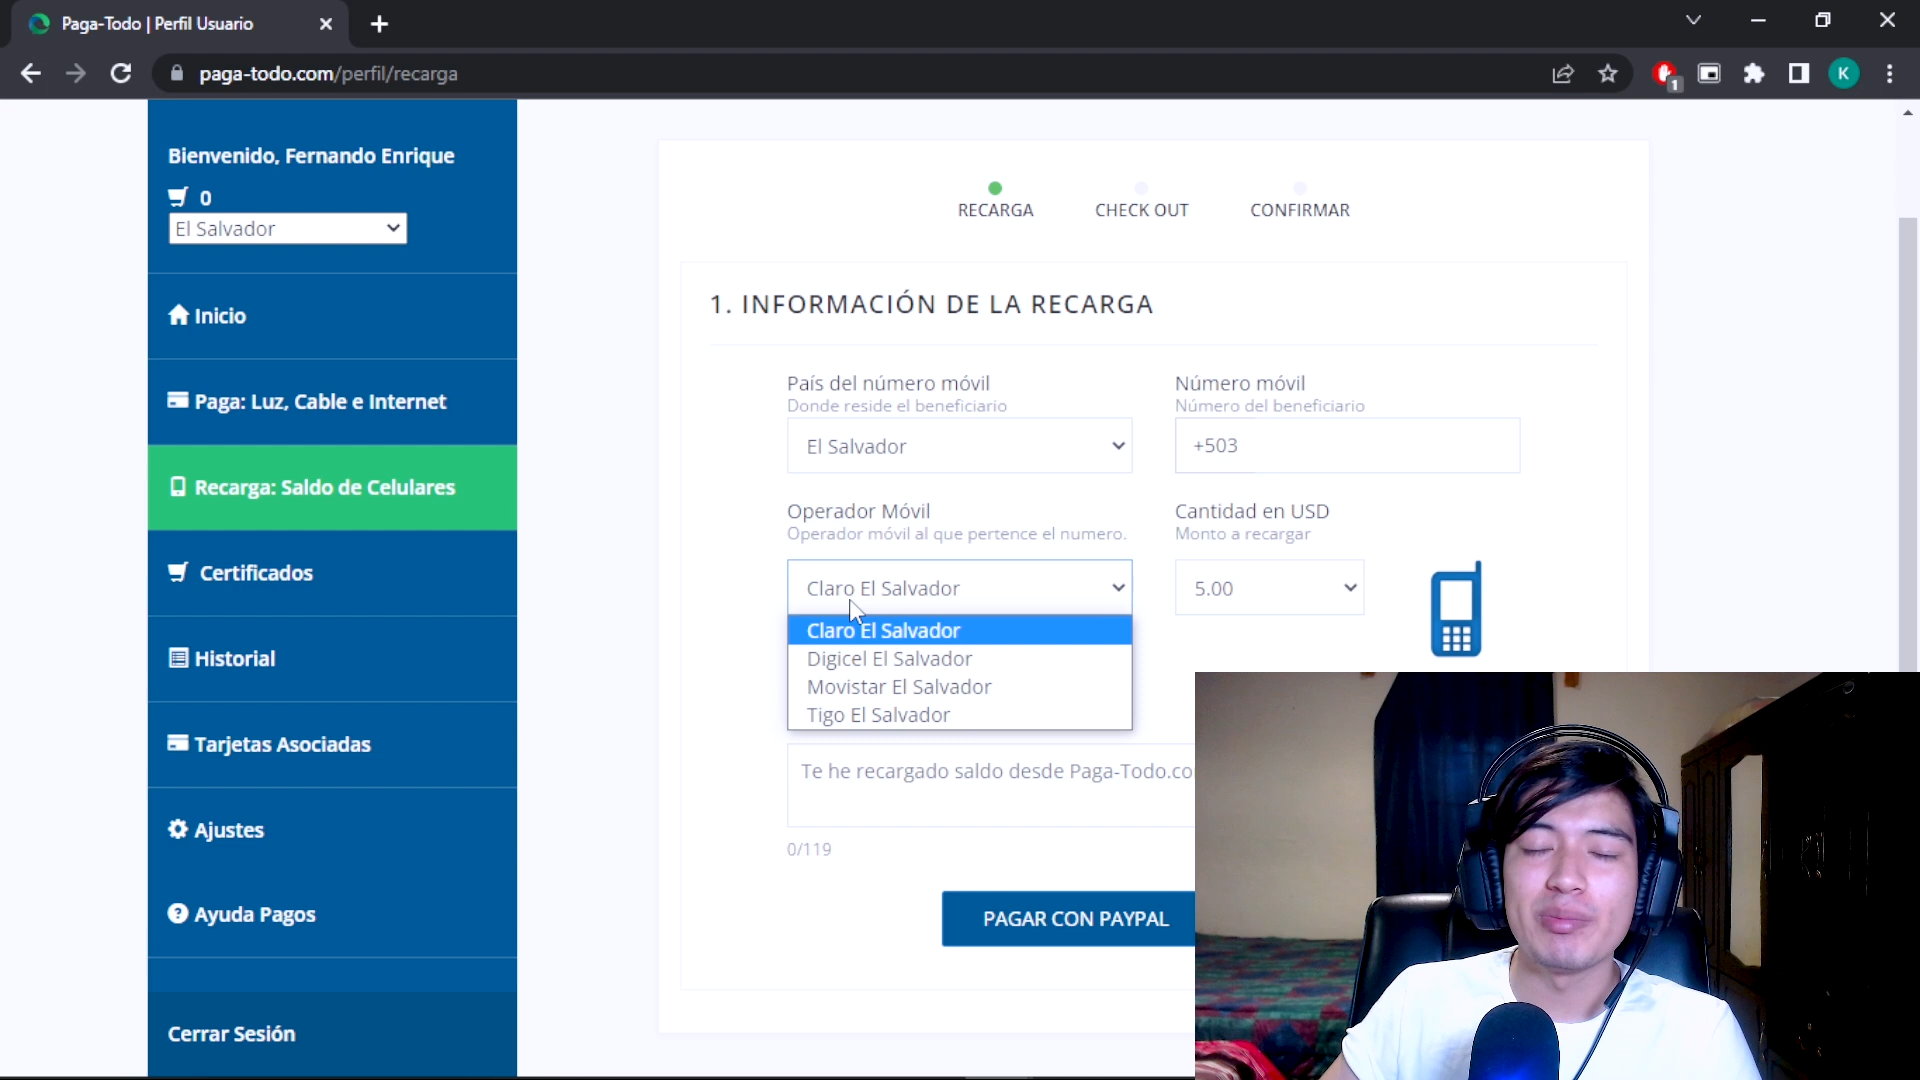 Paga-Todo | Perfil Usuario
paga-todo.com/perfil/recarga
1
K
Bienvenido, Fernando Enrique
0
El Salvador
Inicio
Paga: Luz, Cable e Internet
Recarga: Saldo de Celulares
Certificados
Historial
Tarjetas Asociadas
Ajustes
Ayuda Pagos
Cerrar Sesión
RECARGA
CHECK OUT
CONFIRMAR
1. INFORMACIÓN DE LA RECARGA
País del número móvil
Donde reside el beneficiario
El Salvador
Número móvil
Número del beneficiario
+503
Operador Móvil
Operador móvil al que pertence el numero.
Claro El Salvador
Claro El Salvador
Digicel El Salvador
Movistar El Salvador
Tigo El Salvador
Cantidad en USD
Monto a recargar
5.00
Te he recargado saldo desde Paga-Todo.co
0/119
PAGAR CON PAYPAL